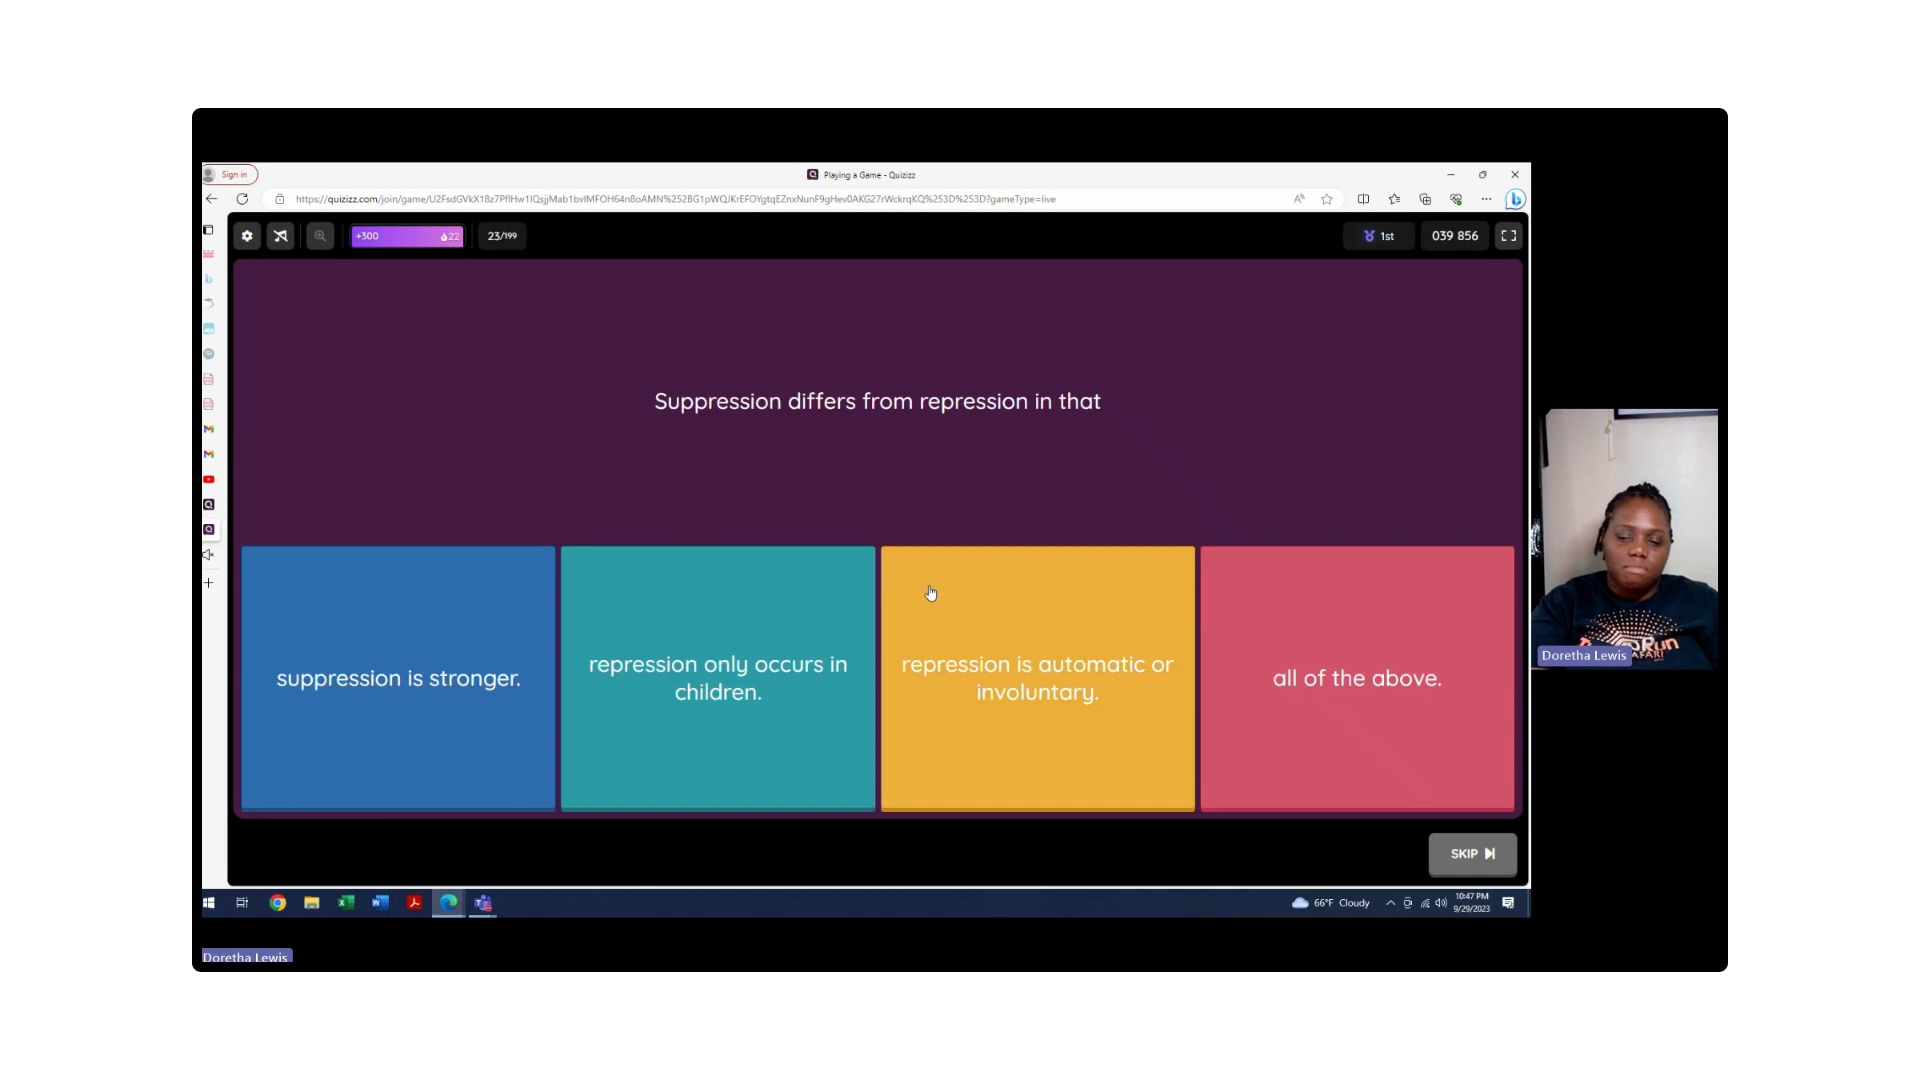 Sign in
Playing a Game - Quizizz
+300
22
23/199
1st
039 856
Suppression differs from repression in that
suppression is stronger.
repression only occurs in
children.
repression is automatic or
involuntary.
all of the above.
SKIP
Doretha Lewis
66°F Cloudy
10:47 PM
9/29/2023
Doretha Lewis